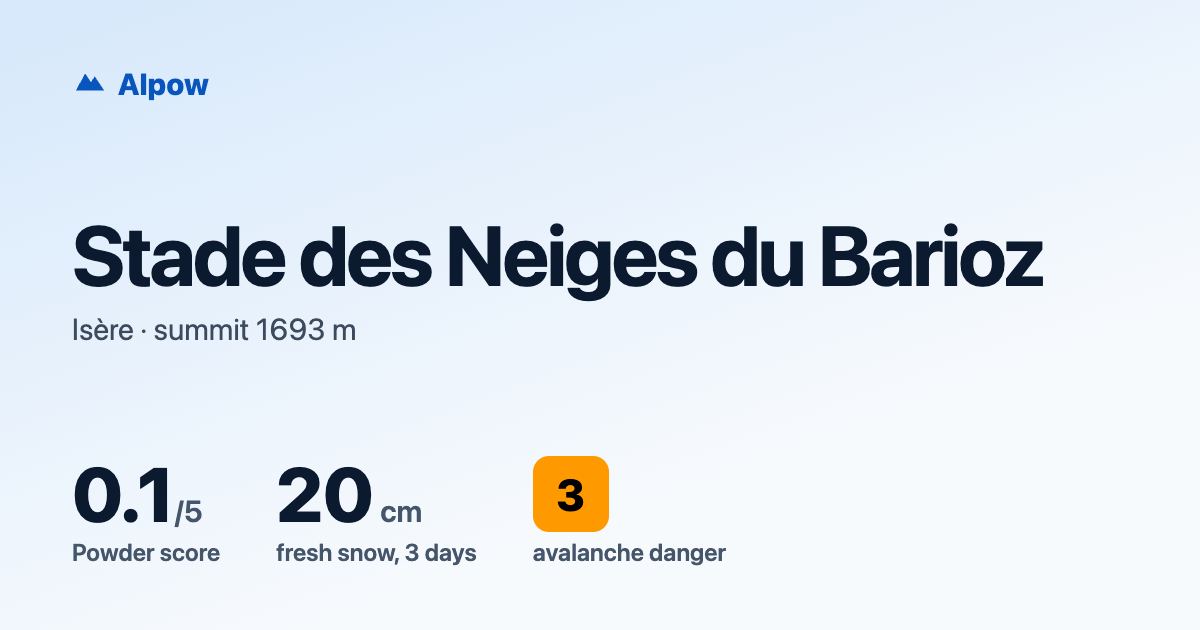 Alpow
Stade des Neiges du Barioz
Isère · summit 1693 m
0.1/5
Powder score
20 cm
fresh snow, 3 days
3
avalanche danger